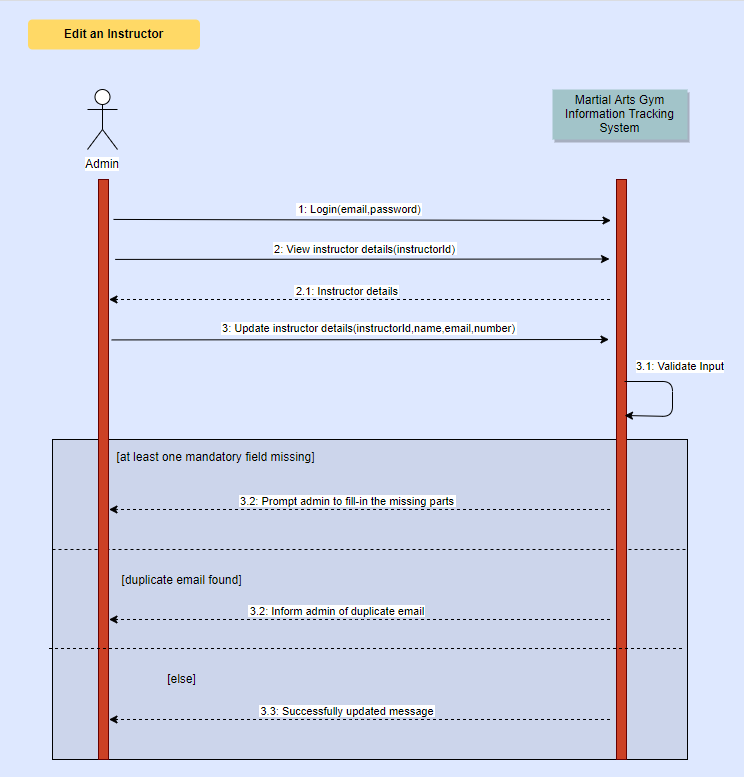 Edit an Instructor
Martial Arts Gym
Information Tracking
System
Admin
1: Login(email,password)
2: View instructor details(instructorId)
2.1: Instructor details
3: Update instructor details(instructorId,name,email,number)
3.1: Validate Input
[at least one mandatory field missing]
3.2: Prompt admin to fill-in the missing parts
[duplicate email found]
3.2: Inform admin of duplicate email
[else]
3.3: Successfully updated message